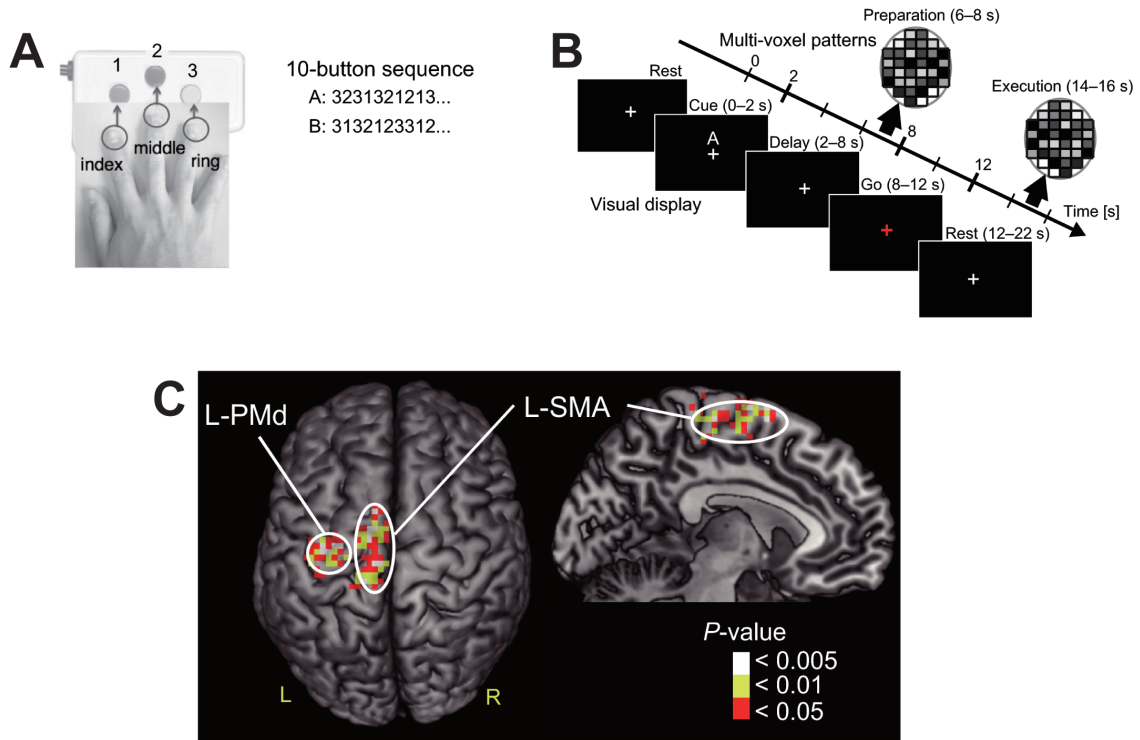 A
1
2
3
index
middle
ring
10-button sequence
A: 3231321213...
B: 3132123312...
B
Preparation (6–8 s)
Multi-voxel patterns
Execution (14–16 s)
0
2
8
12
Time [s]
Rest
Cue (0–2 s)
A
Delay (2–8 s)
Go (8–12 s)
Rest (12–22 s)
Visual display
C
L-PMd
L-SMA
L
R
P-value
< 0.005
< 0.01
< 0.05